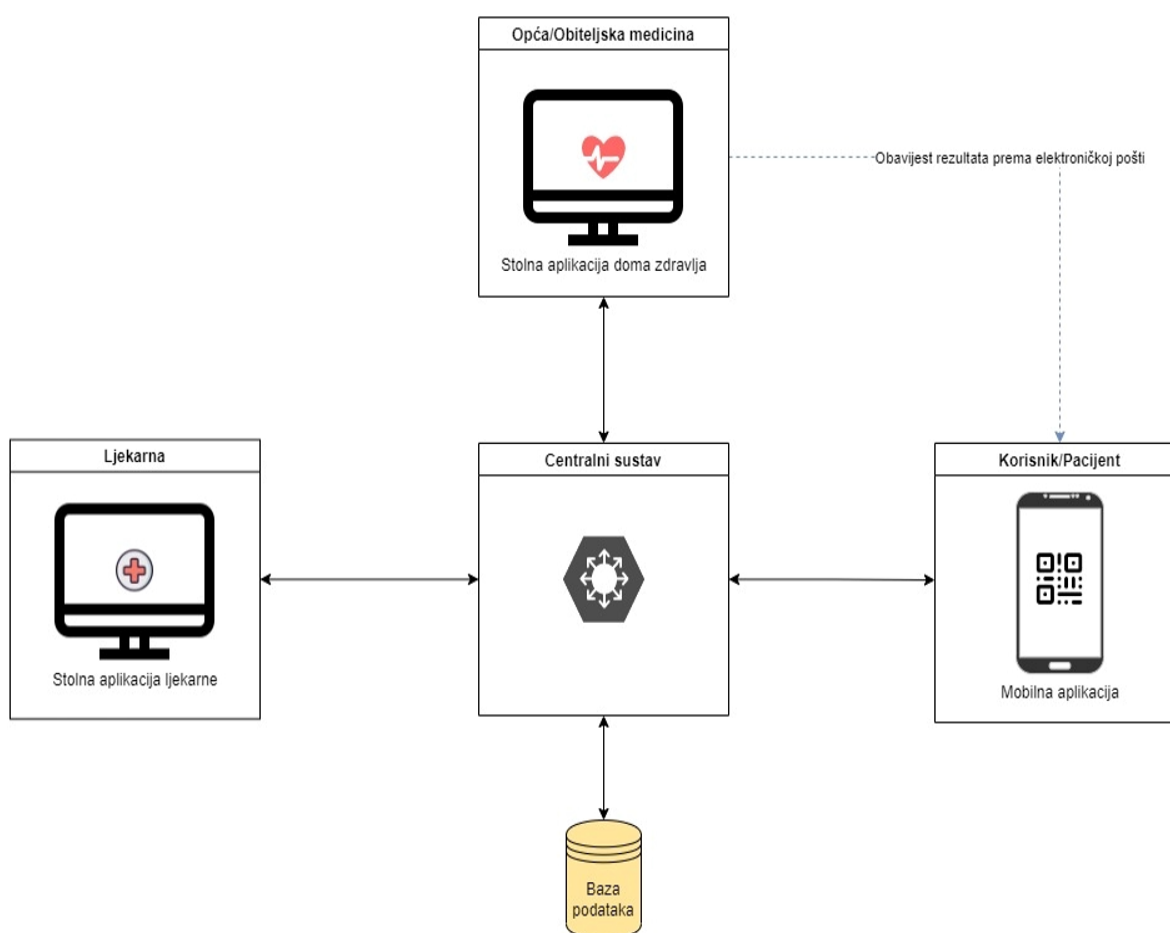 Opća/Obiteljska medicina
Stolna aplikacija doma zdravlja
Obavijest rezultata prema elektroničkoj pošti
Ljekarna
Stolna aplikacija ljekarne
Centralni sustav
Korisnik/Pacijent
Mobilna aplikacija
Baza
podataka